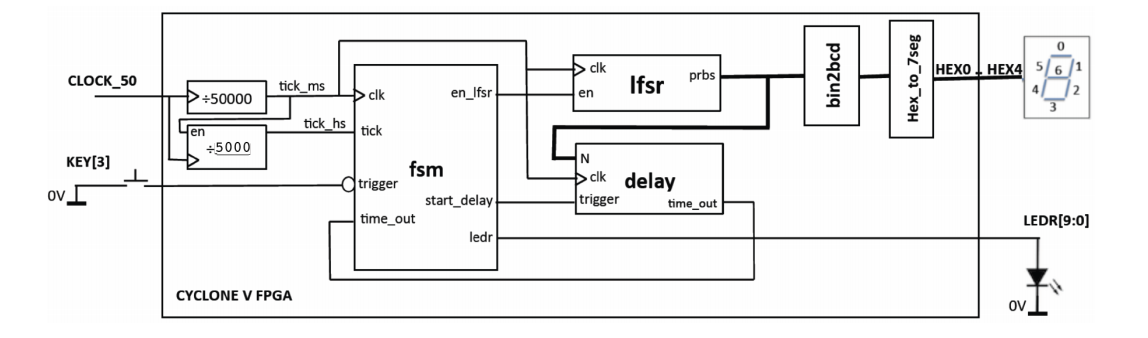 CLOCK_50
÷50000
tick_ms
en
÷5000
tick_hs
KEY[3]
0V
clk
en_lfsr
tick
fsm
trigger
start_delay
time_out
ledr
clk
lfsr
prbs
en
N
clk
delay
trigger
time_out
bin2bcd
Hex_to_7seg
HEX0 - HEX4
0
5
6
1
4
2
3
LEDR[9:0]
0V
CYCLONE V FPGA